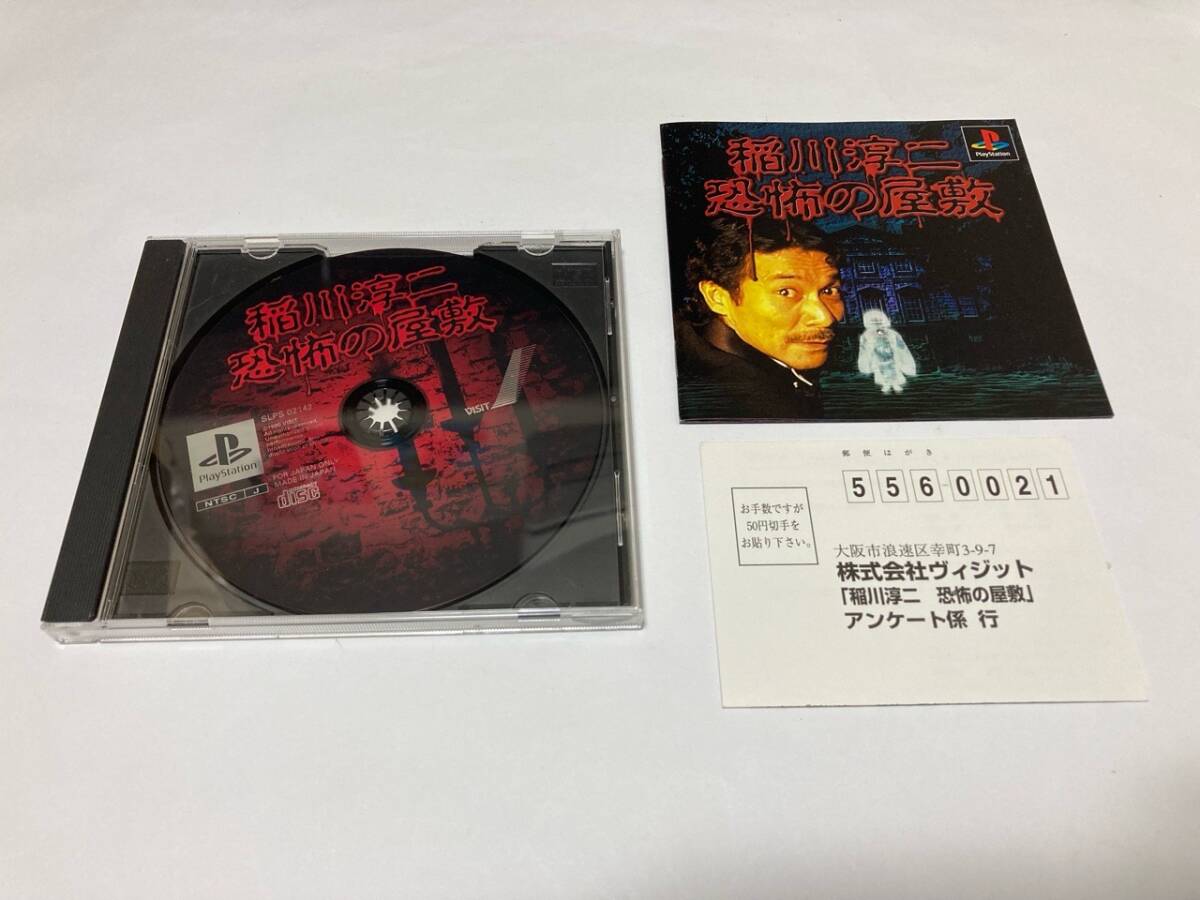 稲川淳二
恐怖の屋敷
SLPS 02142
VISIT
PlayStation
NTSC J
FOR JAPAN ONLY
MADE IN JAPAN
COMPACT
disc
稲川淳二
恐怖の屋敷
PlayStation
郵便はがき
556-0021
お手数ですが
50円切手を
お貼り下さい。
大阪市浪速区幸町3-9-7
株式会社ヴィジット
「稲川淳二 恐怖の屋敷」
アンケート係 行